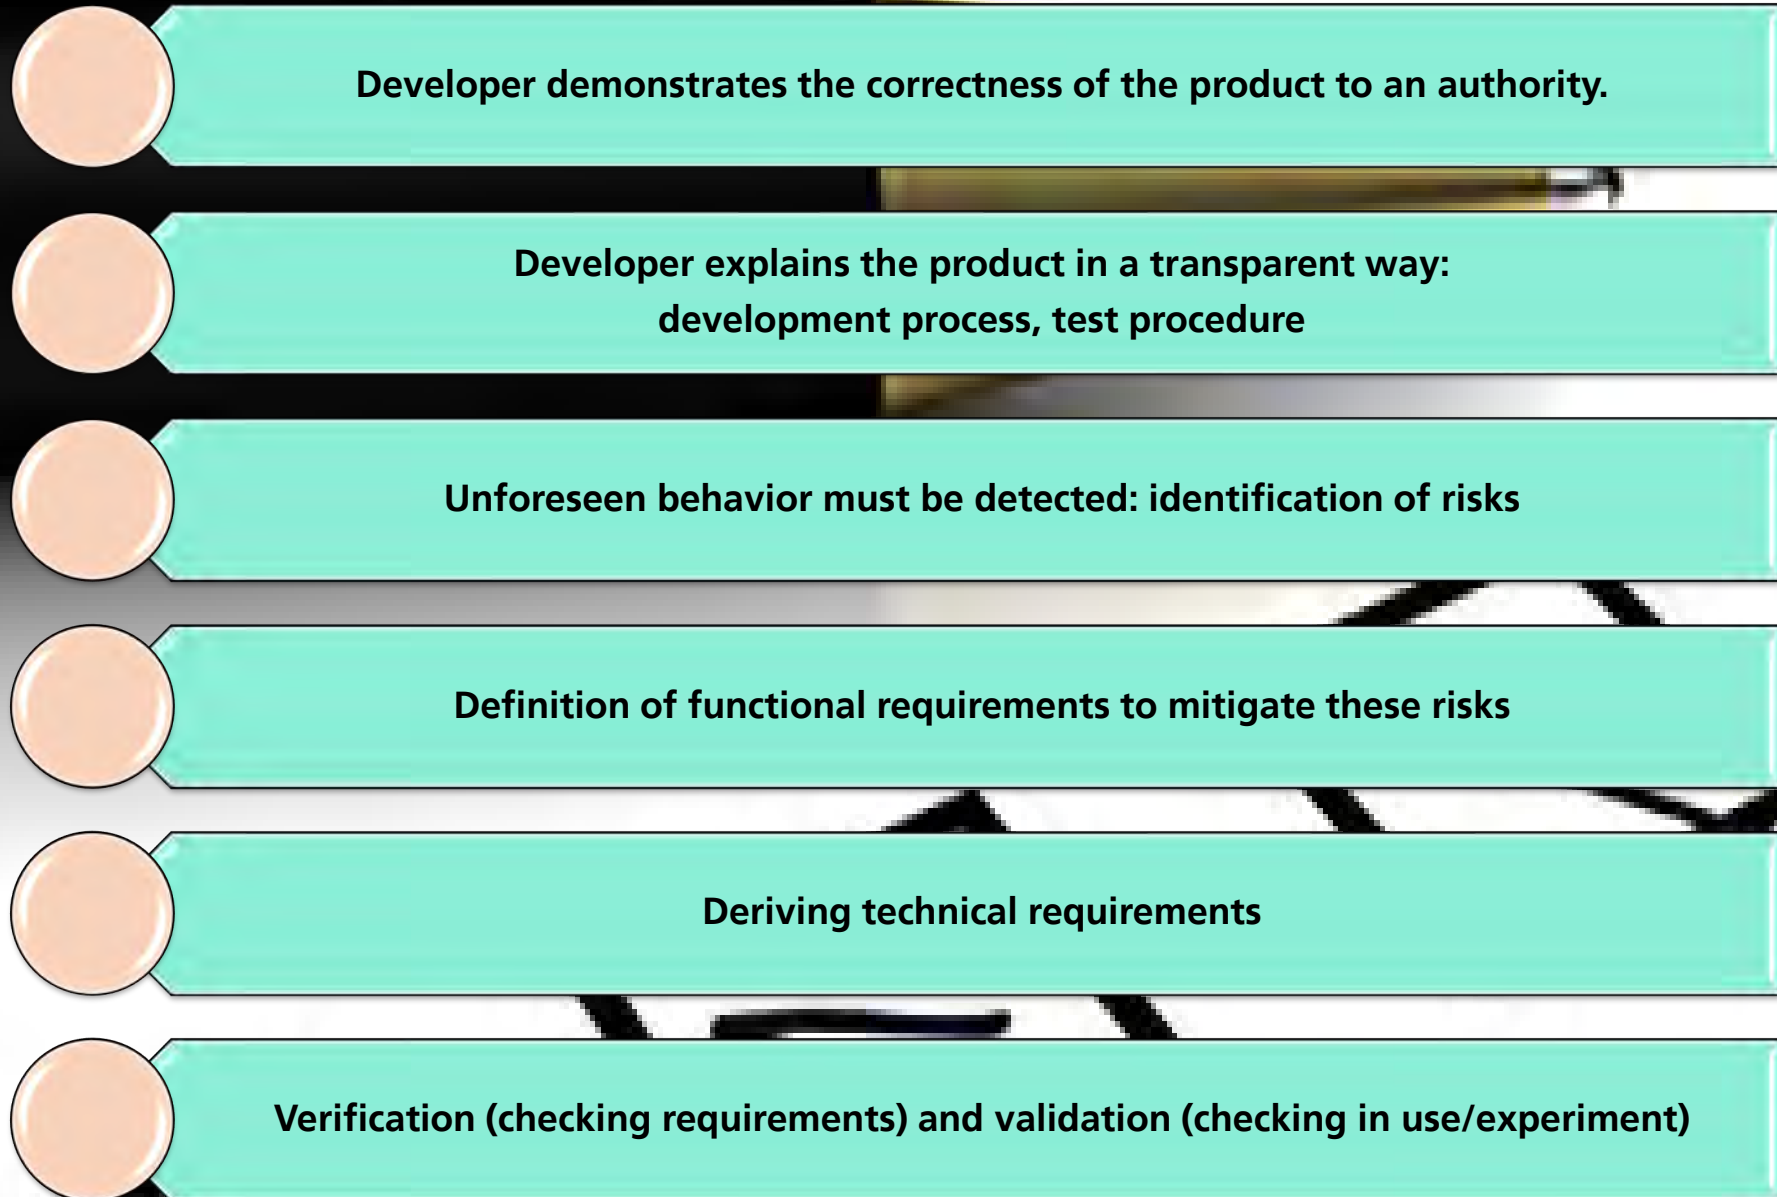 Developer demonstrates the correctness of the product to an authority.
Developer explains the product in a transparent way:
development process, test procedure
Unforeseen behavior must be detected: identification of risks
Definition of functional requirements to mitigate these risks
Deriving technical requirements
Verification (checking requirements) and validation (checking in use/experiment)